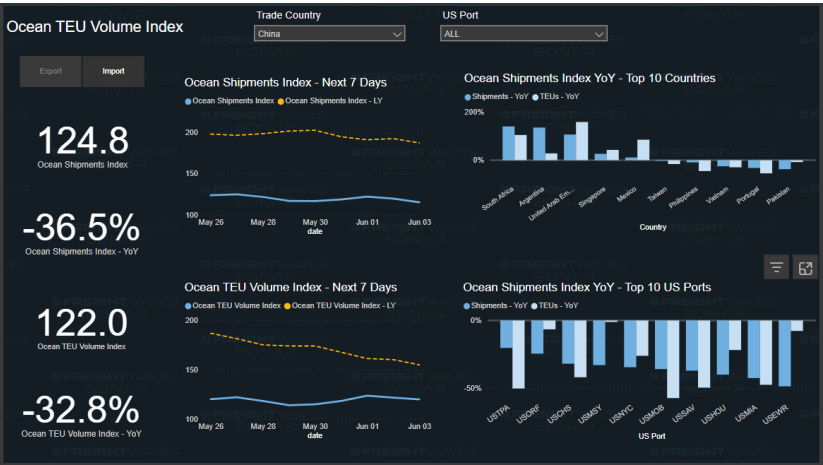 Ocean TEU Volume Index
Trade Country
China
US Port
ALL
Export
Import
124.8
Ocean Shipments Index
-36.5%
Ocean Shipments Index - YoY
122.0
Ocean TEU Volume Index
-32.8%
Ocean TEU Volume Index - YoY
Ocean Shipments Index - Next 7 Days
Ocean Shipments Index Ocean Shipments Index - LY
200
150
100
May 26 May 28 May 30 Jun 01 Jun 03
date
Ocean TEU Volume Index - Next 7 Days
Ocean TEU Volume Index Ocean TEU Volume Index - LY
200
150
100
May 26 May 28 May 30 Jun 01 Jun 03
date
Ocean Shipments Index YoY - Top 10 Countries
Shipments - YoY TEUs - YoY
200%
0%
South Africa Argentina United Arab Em... Singapore Mexico Taiwan Philippines Vietnam Portugal Pakistan
Country
Ocean Shipments Index YoY - Top 10 US Ports
Shipments - YoY TEUs - YoY
0%
-50%
USTPA USORF USCHS USMSY USNYC USMOB USSAV USHOU USMIA USEWR
US Port
FREIGHTWAVES
SONAR